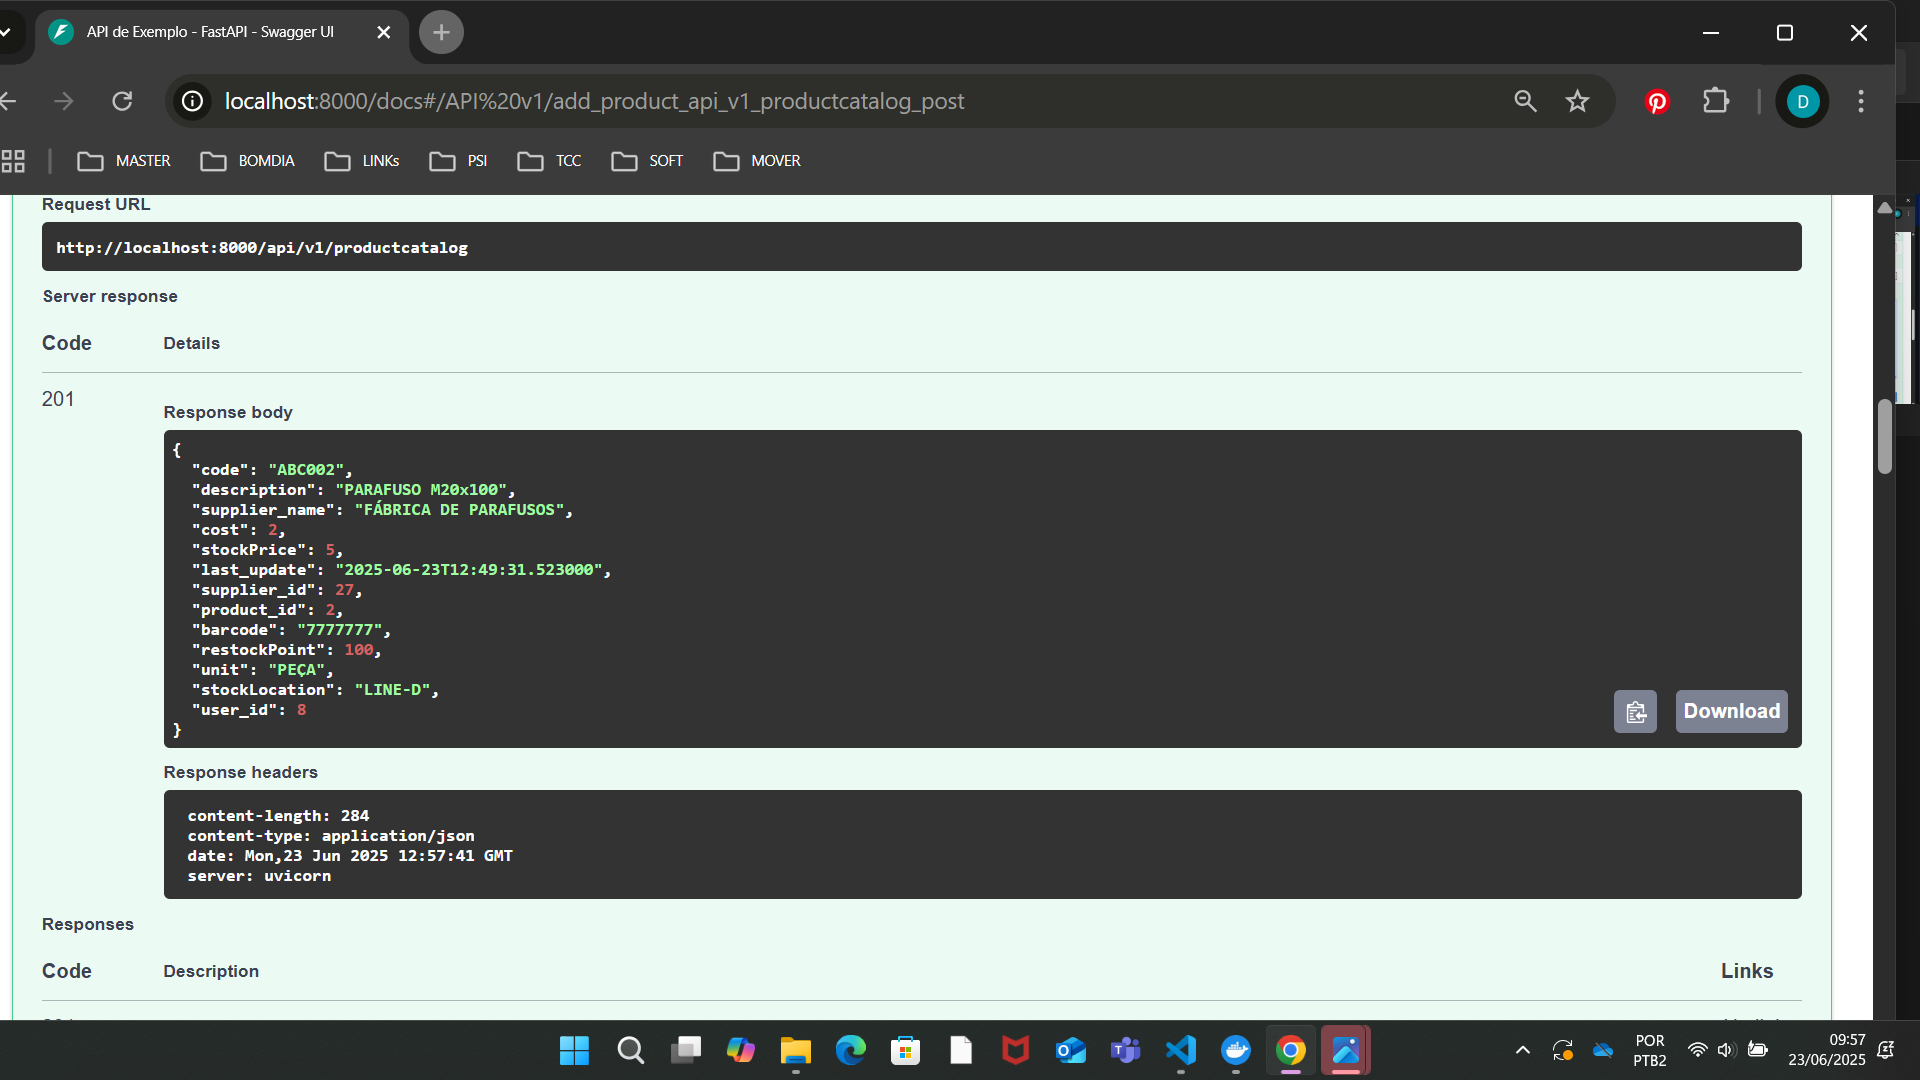 API de Exemplo - FastAPI - Swagger UI
localhost:8000/docs#/API%20v1/add_product_api_v1_productcatalog_post
D
MASTER
BOMDIA
LINKs
PSI
TCC
SOFT
MOVER
Request URL
http://localhost:8000/api/v1/productcatalog
Server response
Code Details
201
Response body
{
"code": "ABC002",
"description": "PARAFUSO M20x100",
"supplier_name": "FÁBRICA DE PARAFUSOS",
"cost": 2,
"stockPrice": 5,
"last_update": "2025-06-23T12:49:31.523000",
"supplier_id": 27,
"product_id": 2,
"barcode": "7777777",
"restockPoint": 100,
"unit": "PEÇA",
"stockLocation": "LINE-D",
"user_id": 8
}
Download
Response headers
content-length: 284
content-type: application/json
date: Mon,23 Jun 2025 12:57:41 GMT
server: uvicorn
Responses
Code Description Links
POR
PTB2
09:57
23/06/2025